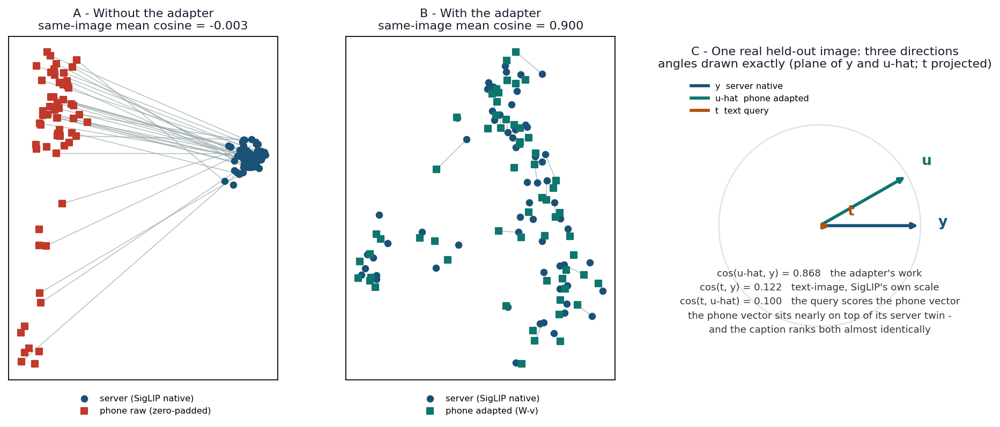 A - Without the adapter
same-image mean cosine = -0.003
server (SigLIP native)
phone raw (zero-padded)
B - With the adapter
same-image mean cosine = 0.900
server (SigLIP native)
phone adapted (W-v)
C - One real held-out image: three directions
angles drawn exactly (plane of y and u-hat; t projected)
y  server native
u-hat  phone adapted
t  text query
u
t
y
cos(u-hat, y) = 0.868   the adapter's work
cos(t, y) = 0.122   text-image, SigLIP's own scale
cos(t, u-hat) = 0.100   the query scores the phone vector
the phone vector sits nearly on top of its server twin -
and the caption ranks both almost identically